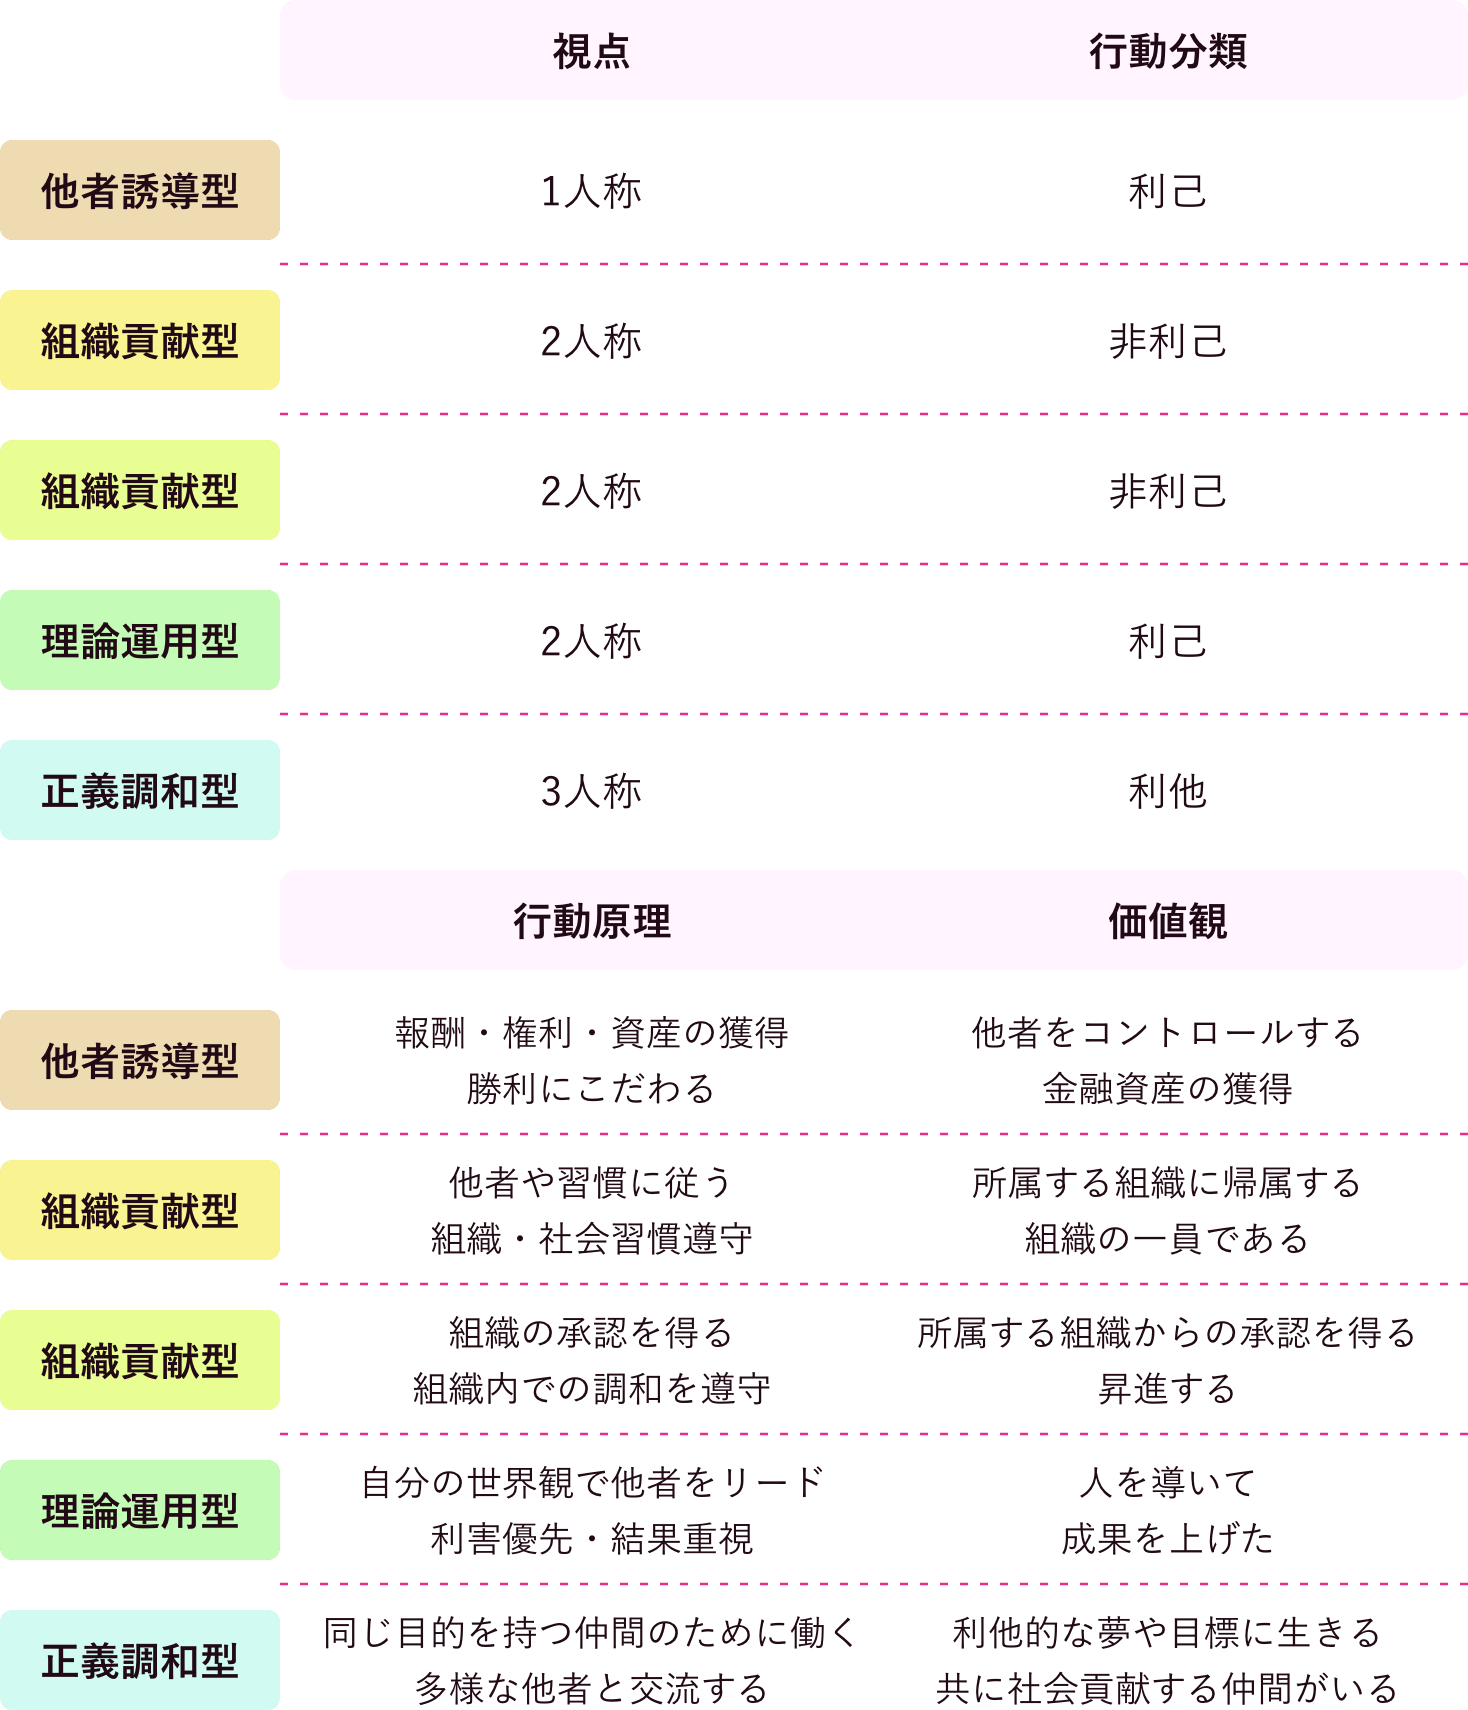 視点 行動分類
他者誘導型 1人称 利己
組織貢献型 2人称 非利己
組織貢献型 2人称 非利己
理論運用型 2人称 利己
正義調和型 3人称 利他
行動原理 価値観
他者誘導型
報酬・権利・資産の獲得
勝利にこだわる
他者をコントロールする
金融資産の獲得
組織貢献型
他者や習慣に従う
組織・社会習慣遵守
所属する組織に帰属する
組織の一員である
組織貢献型
組織の承認を得る
組織内での調和を遵守
所属する組織からの承認を得る
昇進する
理論運用型
自分の世界観で他者をリード
利害優先・結果重視
人を導いて
成果を上げた
正義調和型
同じ目的を持つ仲間のために働く
多様な他者と交流する
利他的な夢や目標に生きる
共に社会貢献する仲間がいる